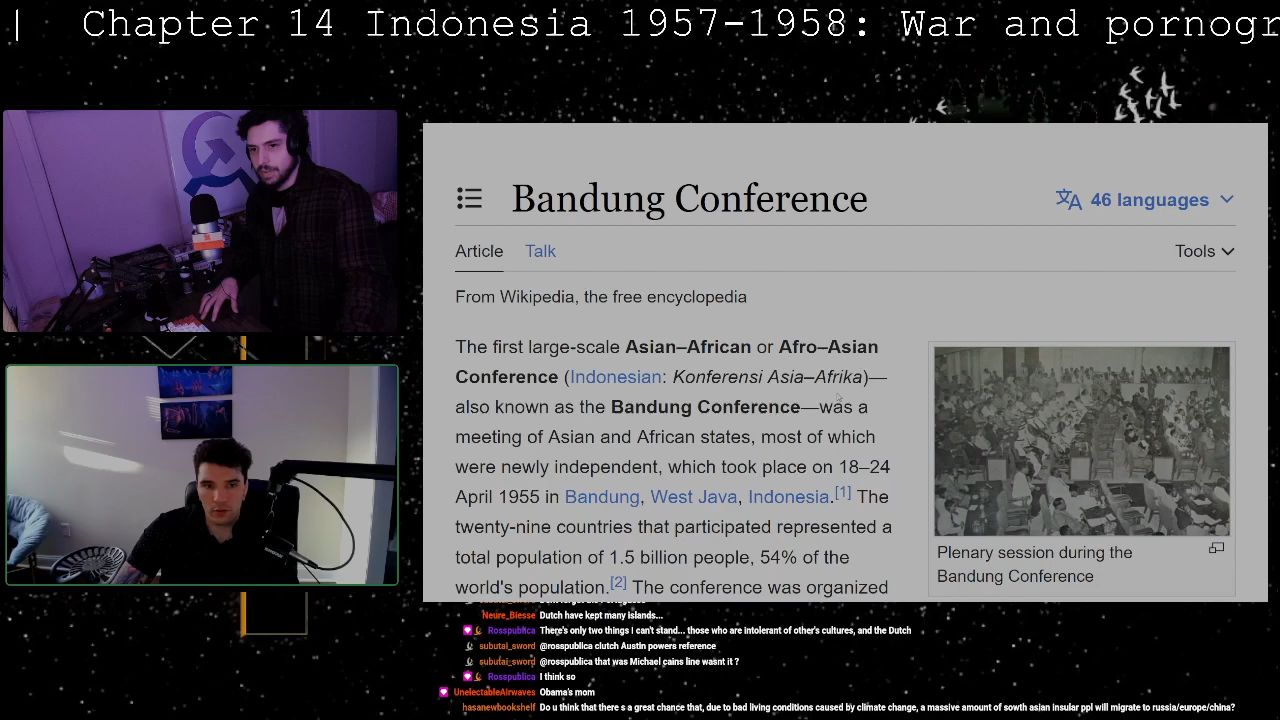 | Chapter 14 Indonesia 1957-1958: War and pornogr
Bandung Conference
46 languages
Article Talk
Tools
From Wikipedia, the free encyclopedia
The first large-scale Asian–African or Afro–Asian
Conference (Indonesian: Konferensi Asia–Afrika)—
also known as the Bandung Conference—was a
meeting of Asian and African states, most of which
were newly independent, which took place on 18–24
April 1955 in Bandung, West Java, Indonesia.[1] The
twenty-nine countries that participated represented a
total population of 1.5 billion people, 54% of the
world's population.[2] The conference was organized
Plenary session during the
Bandung Conference
Neure_Blesse Dutch have kept many islands...
Rosspublica There's only two things I can't stand... those who are intolerant of other's cultures, and the Dutch
subutai_sword @rosspublica clutch Austin powers reference
subutai_sword @rosspublica that was Michael cains line wasnt it ?
Rosspublica I think so
UnelectableAirwaves Obama's mom
hasanewbookshelf Do u think that there s a great chance that, due to bad living conditions caused by climate change, a massive amount of sowth asian insular ppl will migrate to russia/europe/china?